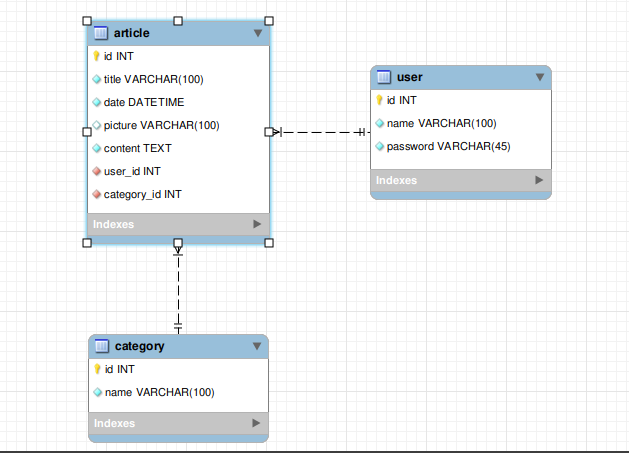 article
id INT
title VARCHAR(100)
date DATETIME
picture VARCHAR(100)
content TEXT
user_id INT
category_id INT
Indexes
user
id INT
name VARCHAR(100)
password VARCHAR(45)
Indexes
category
id INT
name VARCHAR(100)
Indexes